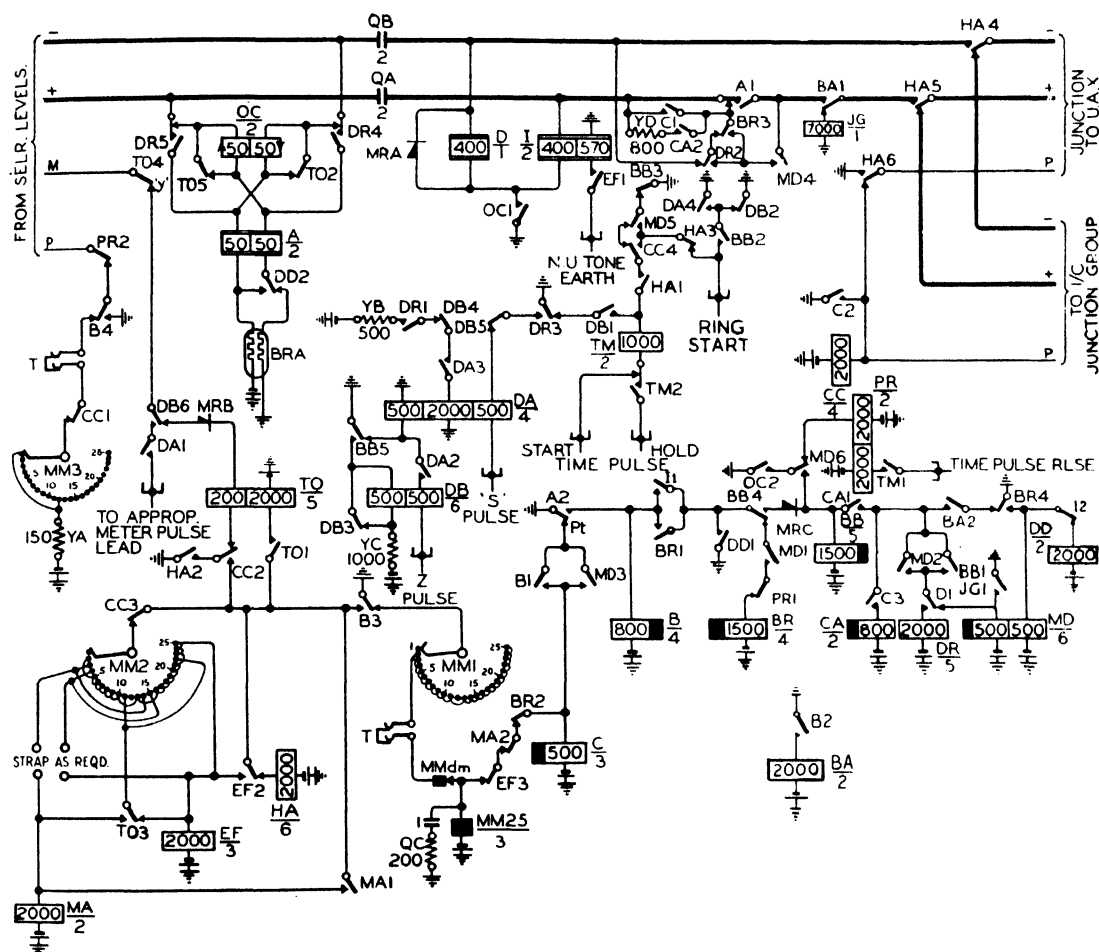 QB
HA4
-
-
2
FROM SELR. LEVELS.
QA
HA5
A1
BA1
+
+
JUNCTION TO U.A.X.
OC
2
2
DR5
DR4
50 50
YD C1
BR3
7000
JG
1
MRA
400
D
1
I
2
400 570
800
CA2
DR2
HA6
P
T04
M
'Y'
T05
T02
EF1
BB3
MD4
OC1
DA4
DB2
MD5
HA3
BB2
-
P
PR2
50 50
A
2
CC4
N.U TONE
EARTH
TO I/C JUNCTION GROUP
+
DD2
HA1
B4
YB
500
DR1
DB4
DB5
DR3
DB1
RING
START
C2
P
T
BRA
1000
TM
2
DA3
2000
CC
4
PR
2
CC1
DB6
MRB
500 2000 500
DA
4
TM2
2000
MM3
5
10
15
20
25
DA1
BB5
DA2
START
HOLD
TIME PULSE
MD6
OC2
2000
TM1
TIME PULSE RLSE
200 2000
TO
5
500 500
DB
6
'S'
PULSE
A2
I1
BB4
CA1
BR4
I2
150
YA
TO APPROP.
METER PULSE
LEAD
DB3
Pt
MRC
BB
5
BA2
DD
2
HA2
CC2
TO1
YC
1000
Z
PULSE
BR1
DD1
MD1
1500
MD2
BB1
JG1
2000
B1
MD3
C3
D1
CC3
B3
PR1
MM2
5
10
15
20
25
MM1
5
10
15
20
25
800
B
4
1500
BR
4
CA
2
800
2000
DR
5
500 500
MD
6
BR2
T
MA2
B2
STRAP AS REQD.
MMdm
EF3
500
C
3
EF2
2000
2000
BA
2
T03
2000
EF
3
HA
6
1
QC
200
MM25
3
MA1
2000
MA
2